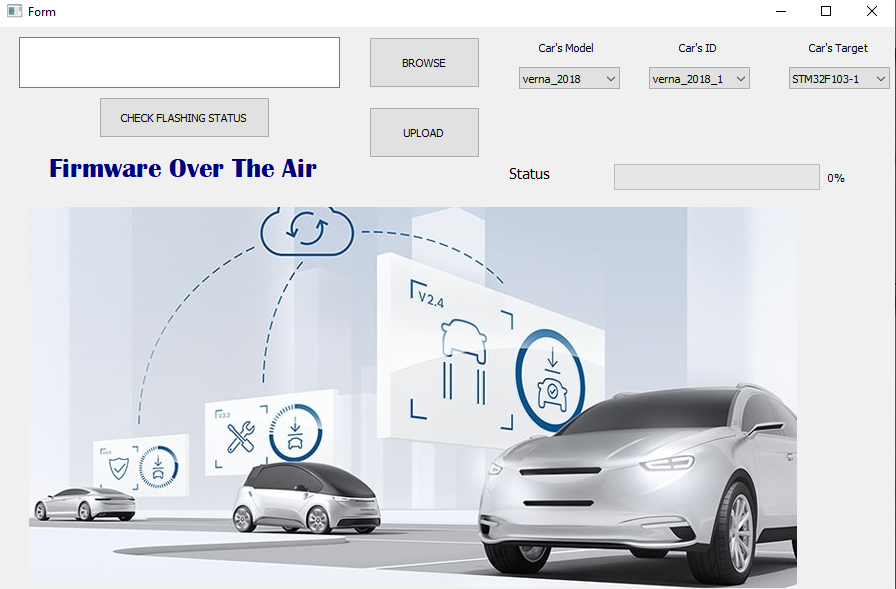 Form
BROWSE
Car's Model
Car's ID
Car's Target
verna_2018
verna_2018_1
STM32F103-1
CHECK FLASHING STATUS
UPLOAD
Firmware Over The Air
Status
0%
V2.4
V3.2